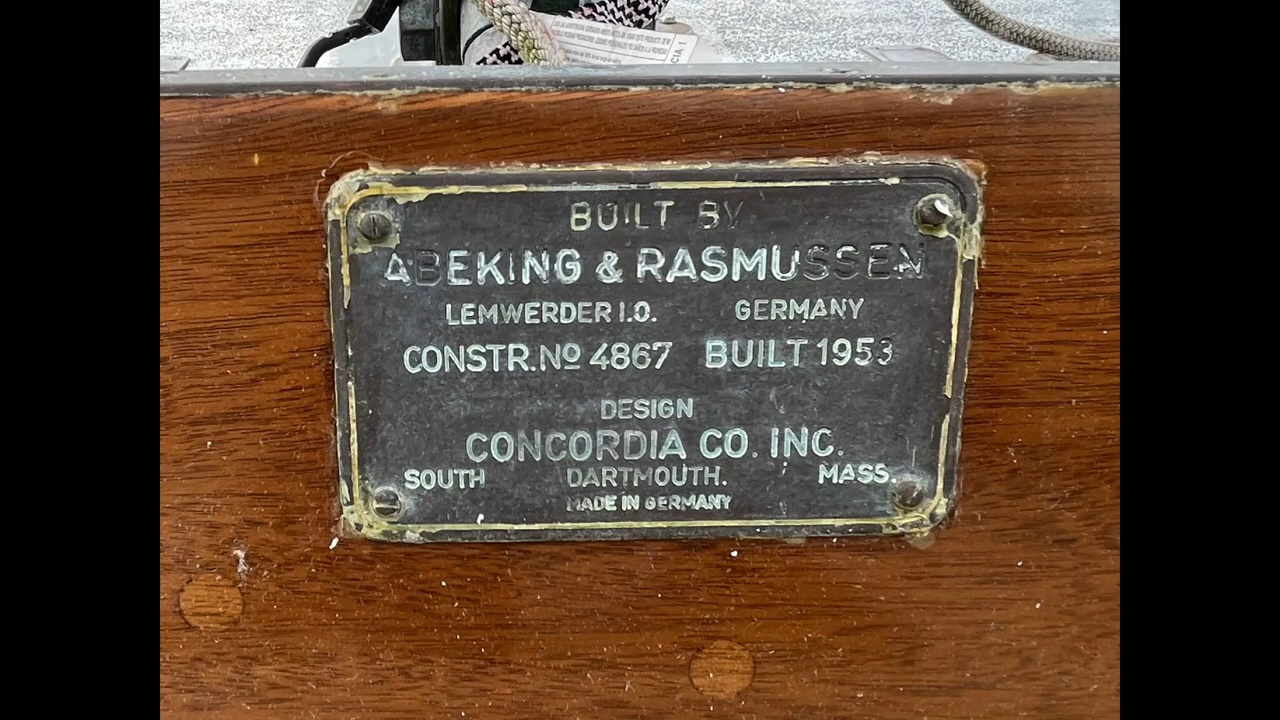 BUILT BY
ABEKING & RASMUSSEN
LEMWERDER I.O. GERMANY
CONSTR. Nº 4867 BUILT 1953
DESIGN
CONCORDIA CO. INC.
SOUTH DARTMOUTH. MASS.
MADE IN GERMANY